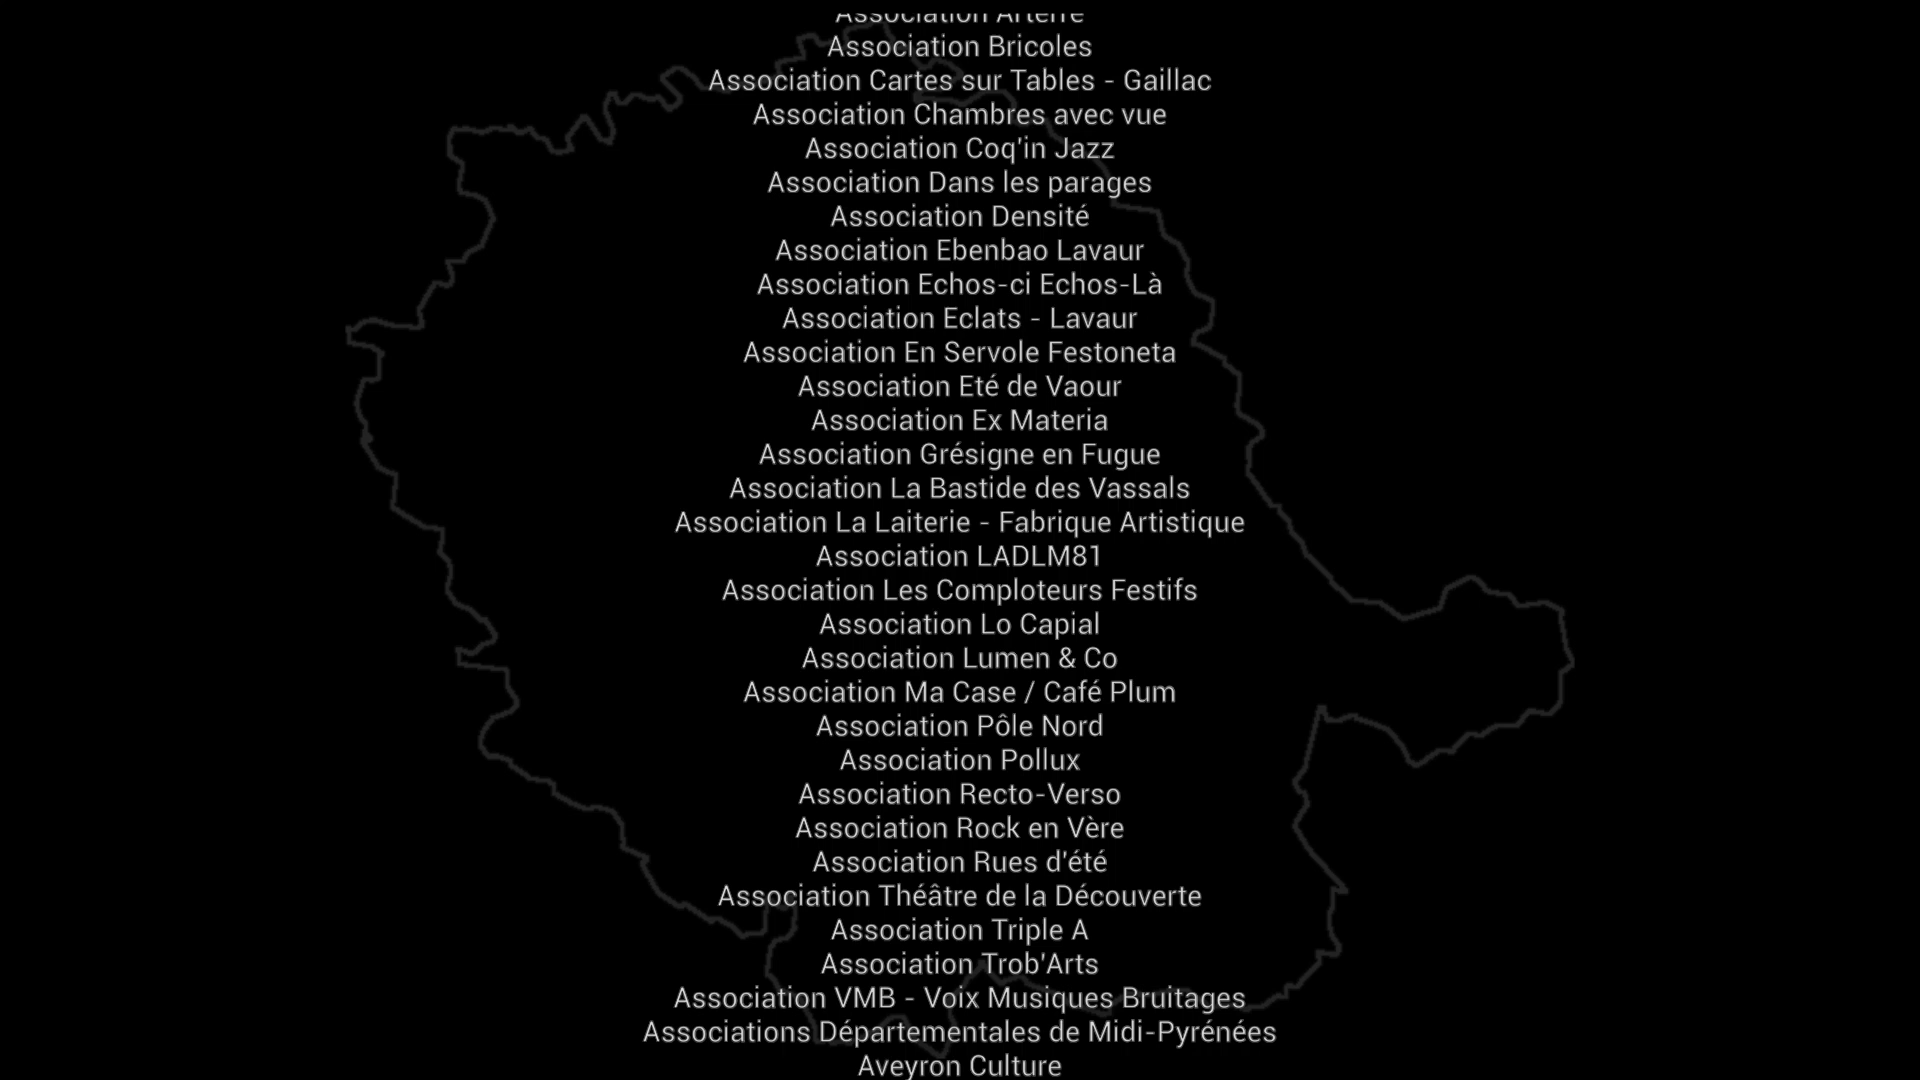 Association Arterre
Association Bricoles
Association Cartes sur Tables - Gaillac
Association Chambres avec vue
Association Coq'in Jazz
Association Dans les parages
Association Densité
Association Ebenbao Lavaur
Association Echos-ci Echos-Là
Association Eclats - Lavaur
Association En Servole Festoneta
Association Eté de Vaour
Association Ex Materia
Association Grésigne en Fugue
Association La Bastide des Vassals
Association La Laiterie - Fabrique Artistique
Association LADLM81
Association Les Comploteurs Festifs
Association Lo Capial
Association Lumen & Co
Association Ma Case / Café Plum
Association Pôle Nord
Association Pollux
Association Recto-Verso
Association Rock en Vère
Association Rues d'été
Association Théâtre de la Découverte
Association Triple A
Association Trob'Arts
Association VMB - Voix Musiques Bruitages
Associations Départementales de Midi-Pyrénées
Aveyron Culture